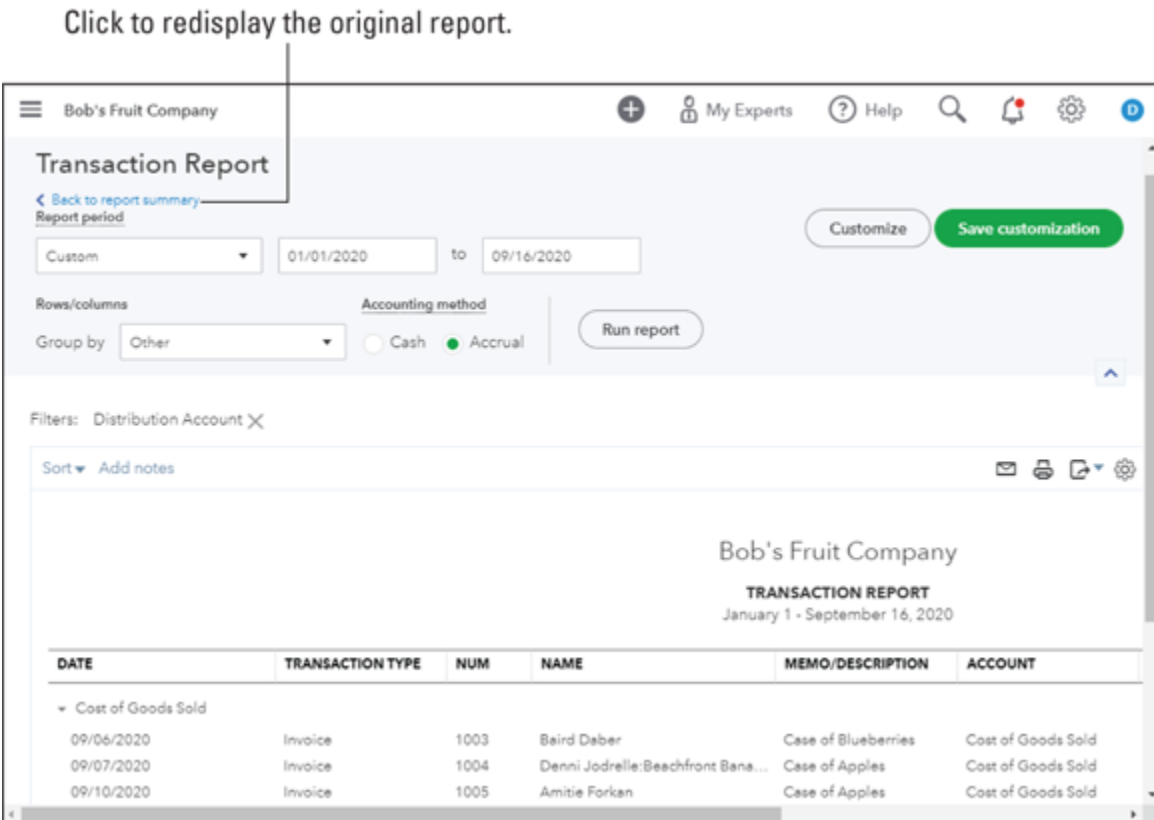 Click to redisplay the original report.
Bob's Fruit Company My Experts Help D
Transaction Report
Back to report summary
Report period
Customize Save customization
Custom 01/01/2020 to 09/16/2020
Rows/columns Accounting method
Group by Other Cash Accrual Run report
Filters: Distribution Account
Sort Add notes
Bob's Fruit Company
TRANSACTION REPORT
January 1 - September 16, 2020
DATE TRANSACTION TYPE NUM NAME MEMO/DESCRIPTION ACCOUNT
Cost of Goods Sold
09/06/2020 Invoice 1003 Baird Daber Case of Blueberries Cost of Goods Sold
09/07/2020 Invoice 1004 Denni Jodrelle:Beachfront Bana... Case of Apples Cost of Goods Sold
09/10/2020 Invoice 1005 Amitie Forkan Case of Apples Cost of Goods Sold